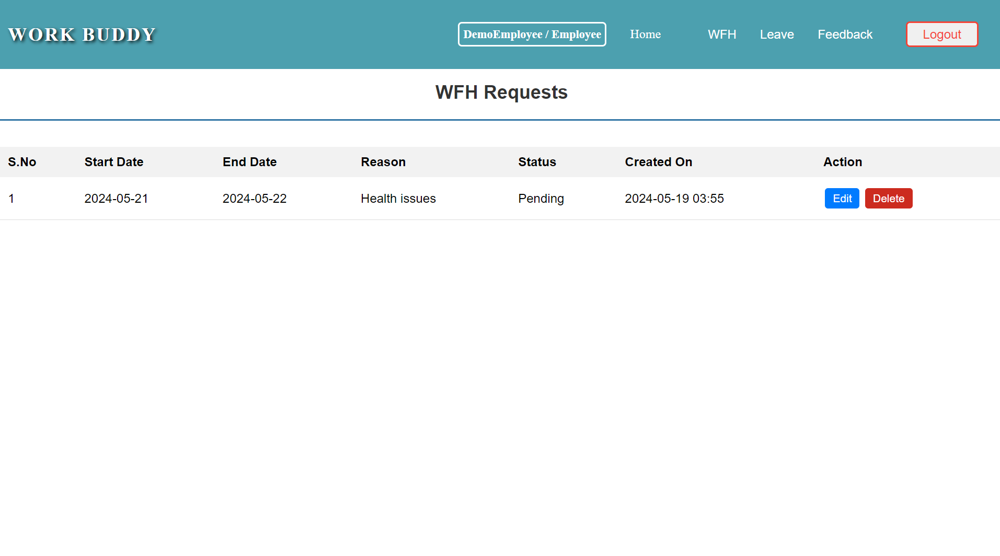 WORK BUDDY DemoEmployee / Employee Home WFH Leave Feedback Logout
WFH Requests
S.No Start Date End Date Reason Status Created On Action
1 2024-05-21 2024-05-22 Health issues Pending 2024-05-19 03:55 Edit Delete